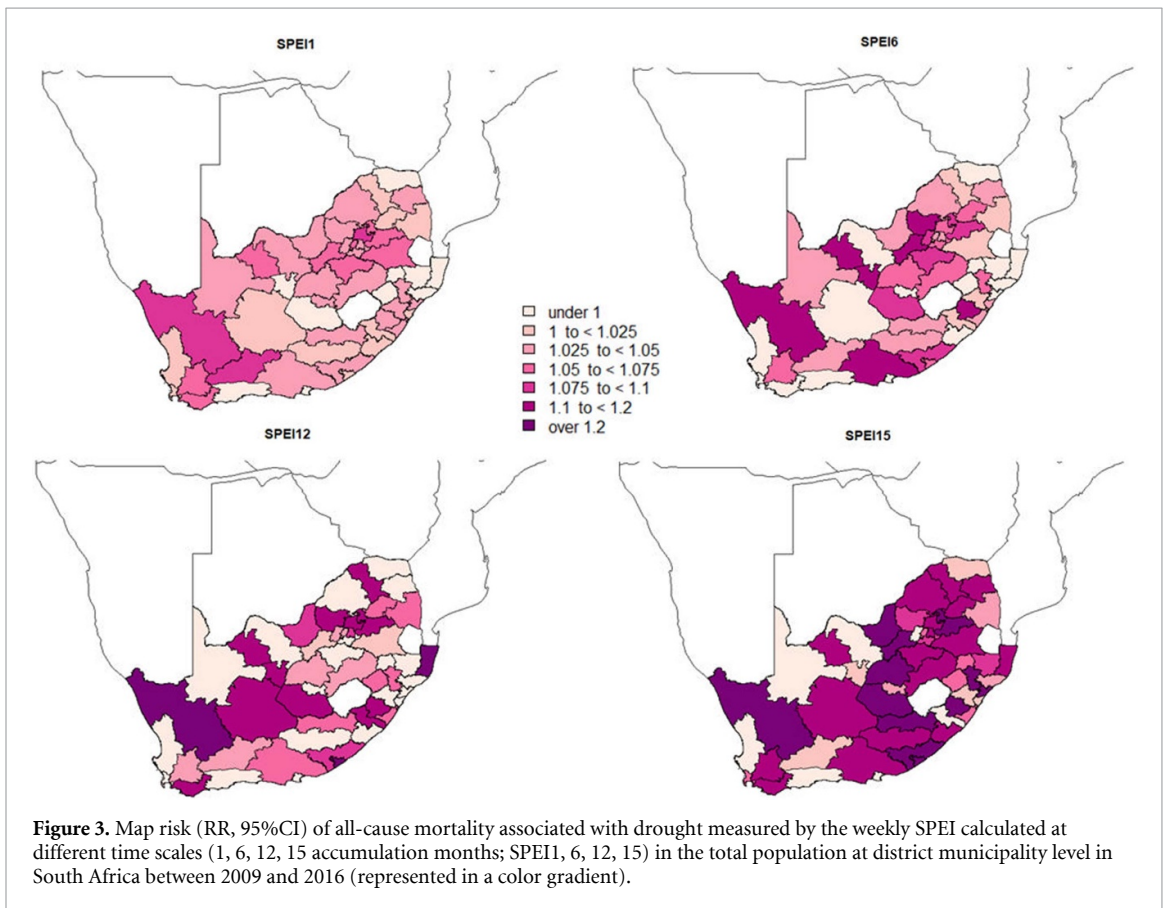 SPEI1
SPEI6
under 1
1 to < 1.025
1.025 to < 1.05
1.05 to < 1.075
1.075 to < 1.1
1.1 to < 1.2
over 1.2
SPEI12
SPEI15
Figure 3. Map risk (RR, 95%CI) of all-cause mortality associated with drought measured by the weekly SPEI calculated at
different time scales (1, 6, 12, 15 accumulation months; SPEI1, 6, 12, 15) in the total population at district municipality level in
South Africa between 2009 and 2016 (represented in a color gradient).